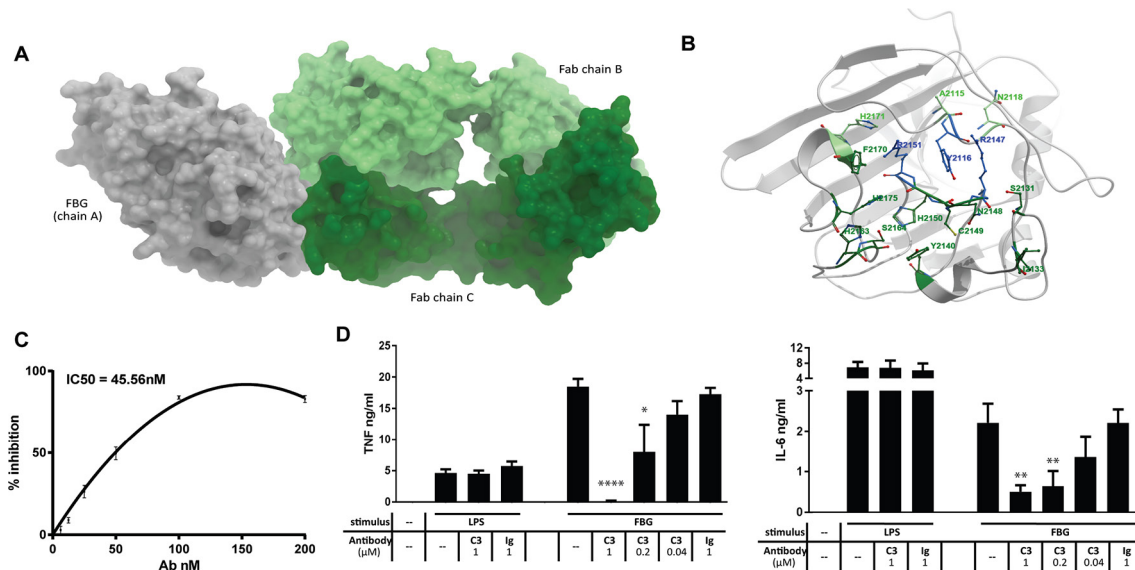 A
Fab chain B
FBG
(chain A)
Fab chain C
B
A2115
N2118
H2171
F2170
R2151
R2147
Y2116
H2175
S2131
N2148
H2163
S2164
H2150
C2149
Y2140
I2133
C
IC50 = 45.56nM
100
50
0
% inhibition
0 50 100 150 200
Ab nM
D
TNF ng/ml
25
20
15
10
5
0
****
*
stimulus -- LPS FBG
Antibody
(µM) -- -- C3 1 Ig 1 -- C3 1 C3 0.2 C3 0.04 Ig 1
IL-6 ng/ml
12
8
4
3
2
1
0
**
**
stimulus -- LPS FBG
Antibody
(µM) -- -- C3 1 Ig 1 -- C3 1 C3 0.2 C3 0.04 Ig 1